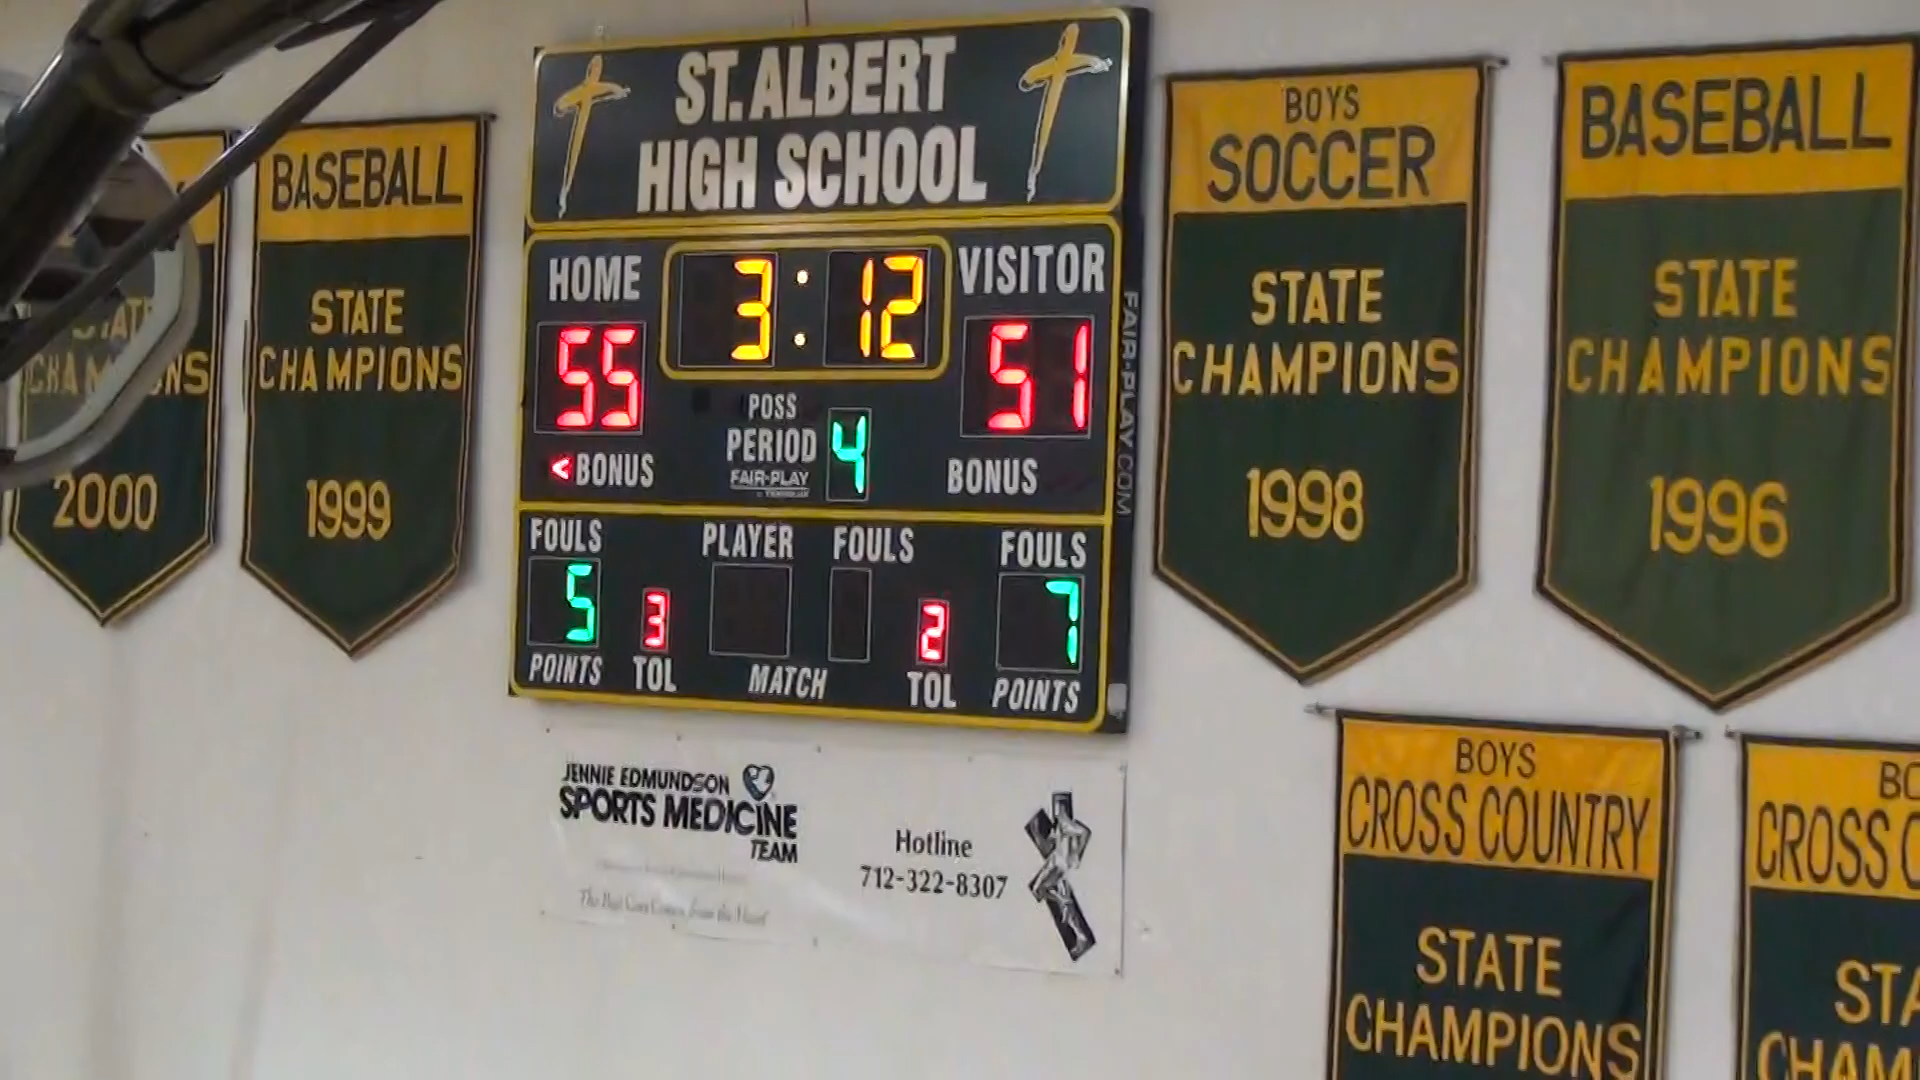 ST. ALBERT
HIGH SCHOOL
HOME
3:12
VISITOR
55
51
POSS
PERIOD
4
FAIR-PLAY
<BONUS
BONUS
FOULS
PLAYER
FOULS
FOULS
5
3
2
7
POINTS
TOL
MATCH
TOL
POINTS
FAIR-PLAY.COM
JENNIE EDMUNDSON
SPORTS MEDICINE
TEAM
Hotline
712-322-8307
STATE
CHAMPIONS
2000
BASEBALL
STATE
CHAMPIONS
1999
BOYS
SOCCER
STATE
CHAMPIONS
1998
BASEBALL
STATE
CHAMPIONS
1996
BOYS
CROSS COUNTRY
STATE
CHAMPIONS
BO
CROSS C
STA
CHAM